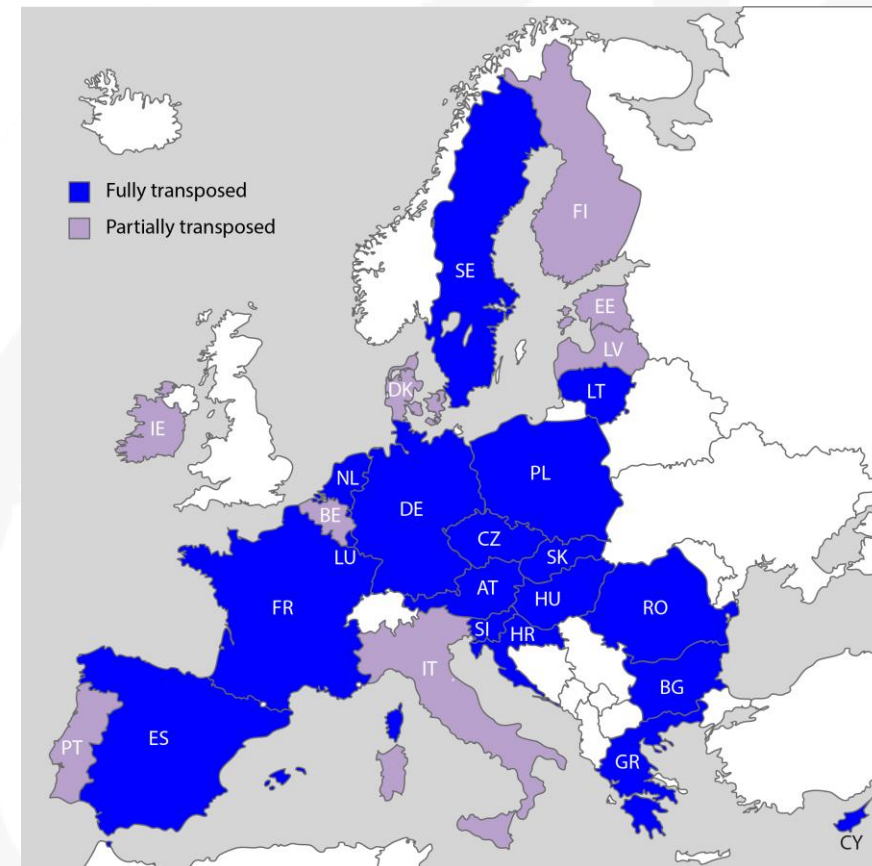 Fully transposed
Partially transposed
FI
SE
EE
LV
DK
LT
IE
NL
PL
BE
DE
CZ
LU
SK
AT
HU
FR
RO
SI
HR
IT
BG
PT
ES
GR
CY